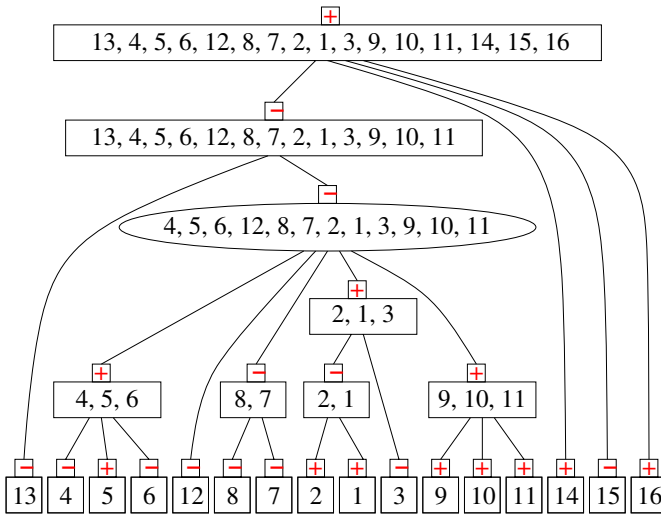 +
13, 4, 5, 6, 12, 8, 7, 2, 1, 3, 9, 10, 11, 14, 15, 16
−
13, 4, 5, 6, 12, 8, 7, 2, 1, 3, 9, 10, 11
−
4, 5, 6, 12, 8, 7, 2, 1, 3, 9, 10, 11
+
2, 1, 3
+ − − +
4, 5, 6 8, 7 2, 1 9, 10, 11
− − + − − − − + + − + + + + − +
13 4 5 6 12 8 7 2 1 3 9 10 11 14 15 16